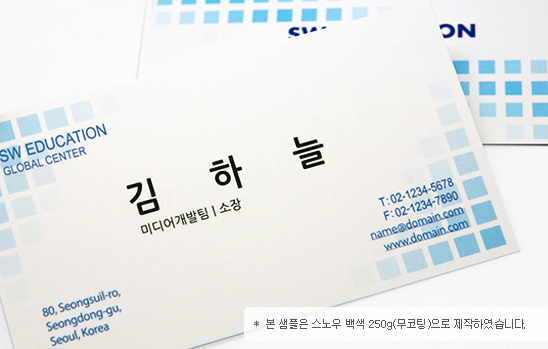 SW EDUCATION
SW EDUCATION
GLOBAL CENTER
김 하 늘
미디어개발팀 | 소장
T : 02-1234-5678
F : 02-1234-7890
name@domain.com
www.domain.com
80, Seongsuil-ro,
Seongdong-gu,
Seoul, Korea
* 본 샘플은 스노우 백색 250g(무코팅)으로 제작하였습니다.